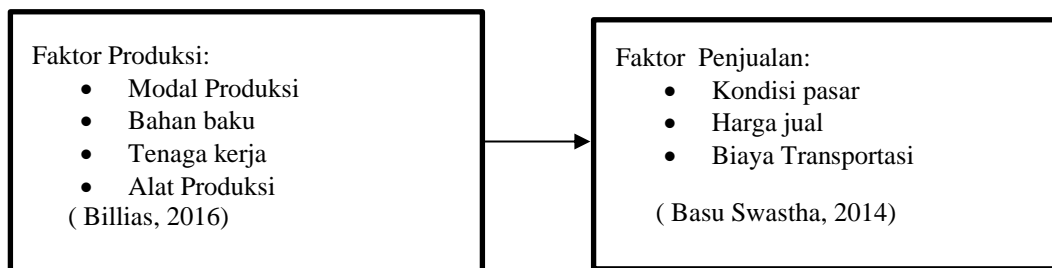 Faktor Produksi:
• Modal Produksi
• Bahan baku
• Tenaga kerja
• Alat Produksi
( Billias, 2016)
Faktor Penjualan:
• Kondisi pasar
• Harga jual
• Biaya Transportasi
( Basu Swastha, 2014)